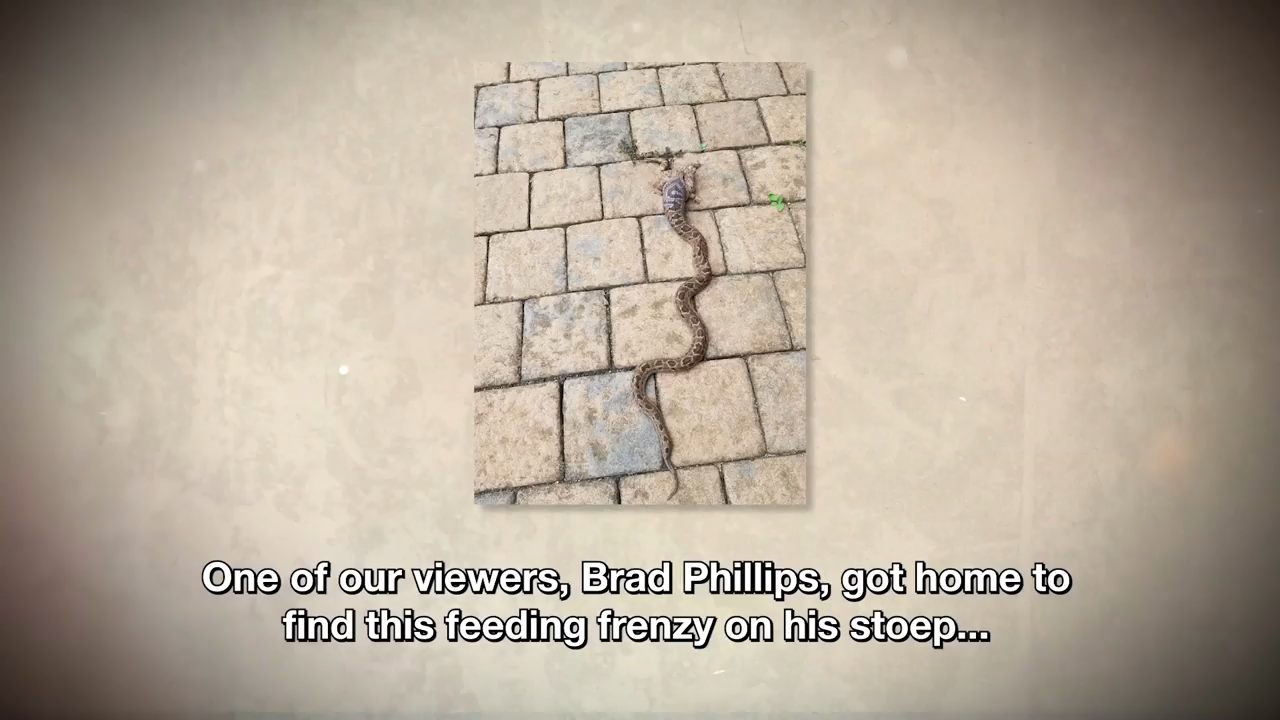 One of our viewers, Brad Phillips, got home to
find this feeding frenzy on his stoep...